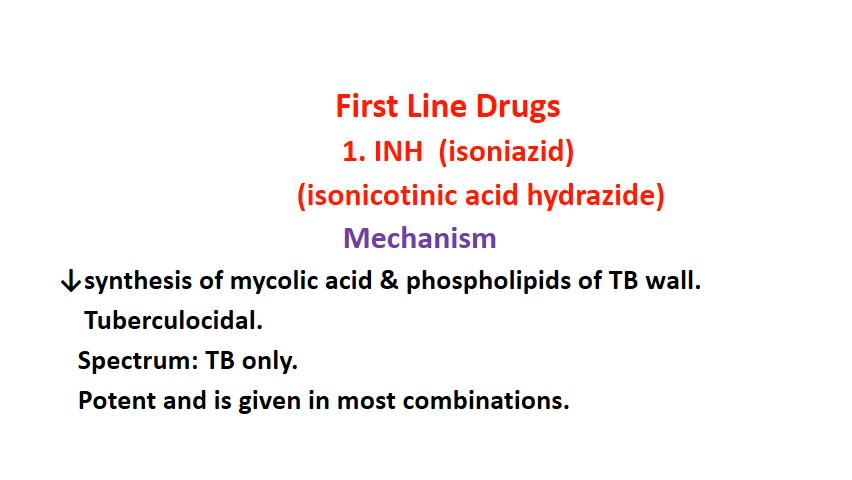 First Line Drugs
1. INH (isoniazid)
(isonicotinic acid hydrazide)
Mechanism
↓synthesis of mycolic acid & phospholipids of TB wall.
Tuberculocidal.
Spectrum: TB only.
Potent and is given in most combinations.